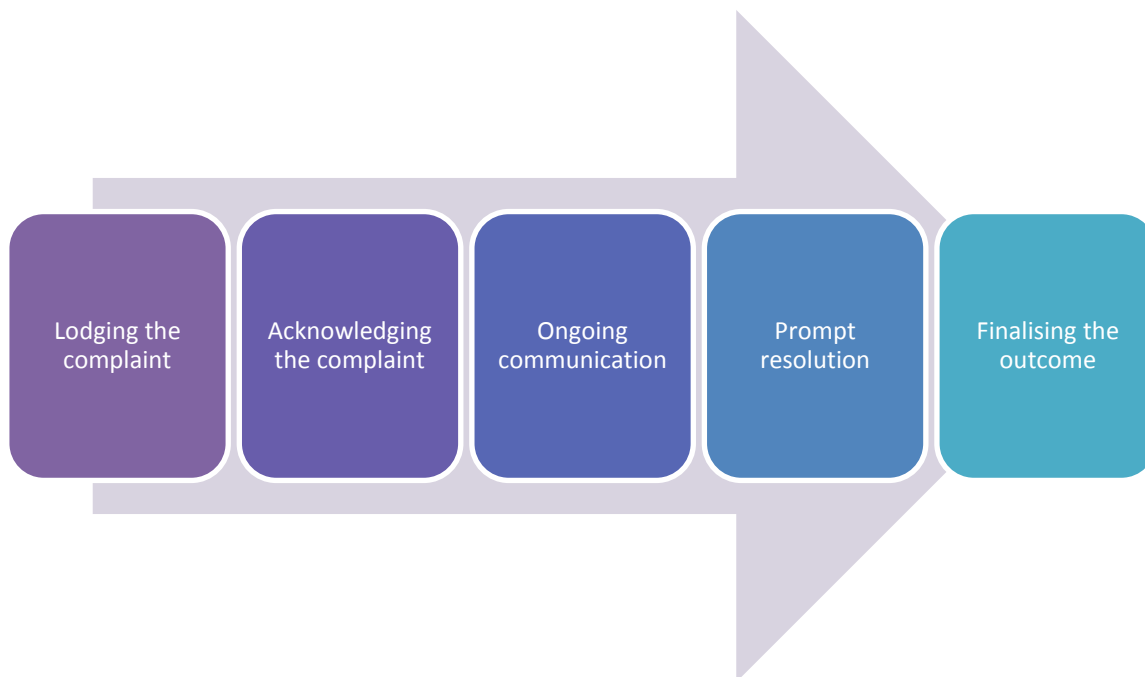 Lodging the
complaint
Acknowledging
the complaint
Ongoing
communication
Prompt
resolution
Finalising the
outcome